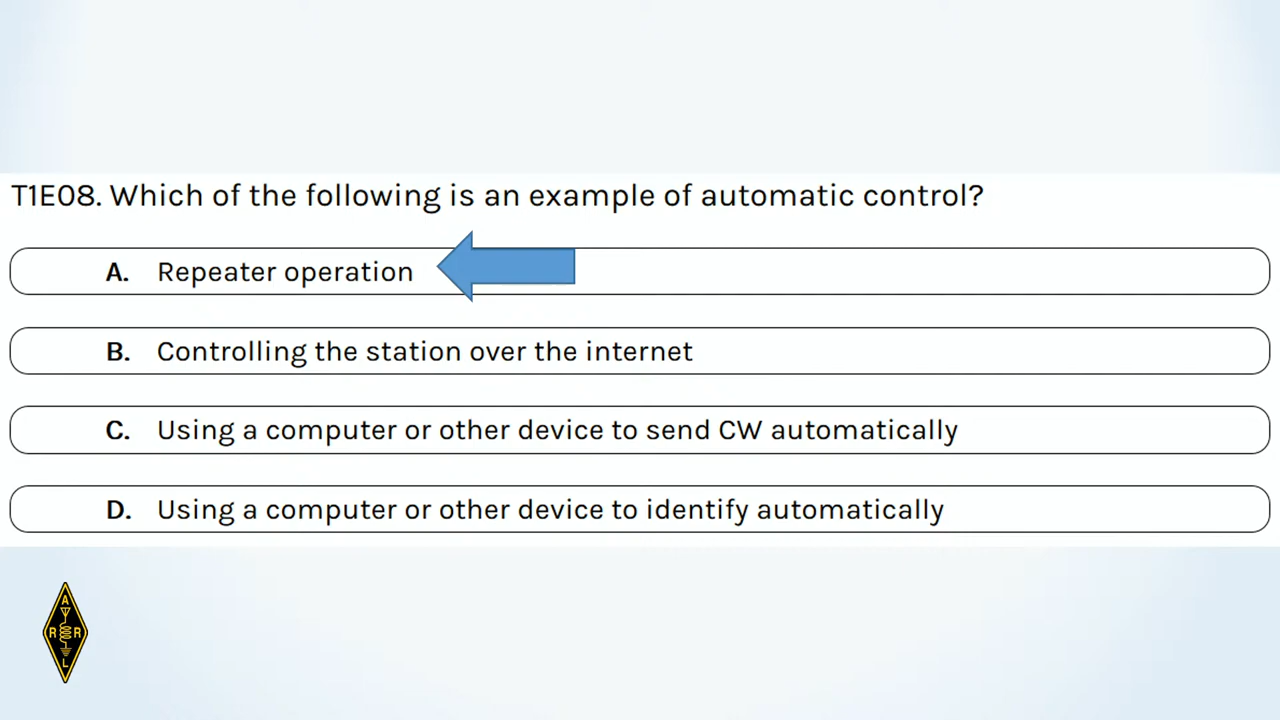 T1E08. Which of the following is an example of automatic control?
A. Repeater operation
B. Controlling the station over the internet
C. Using a computer or other device to send CW automatically
D. Using a computer or other device to identify automatically
A
R R
L